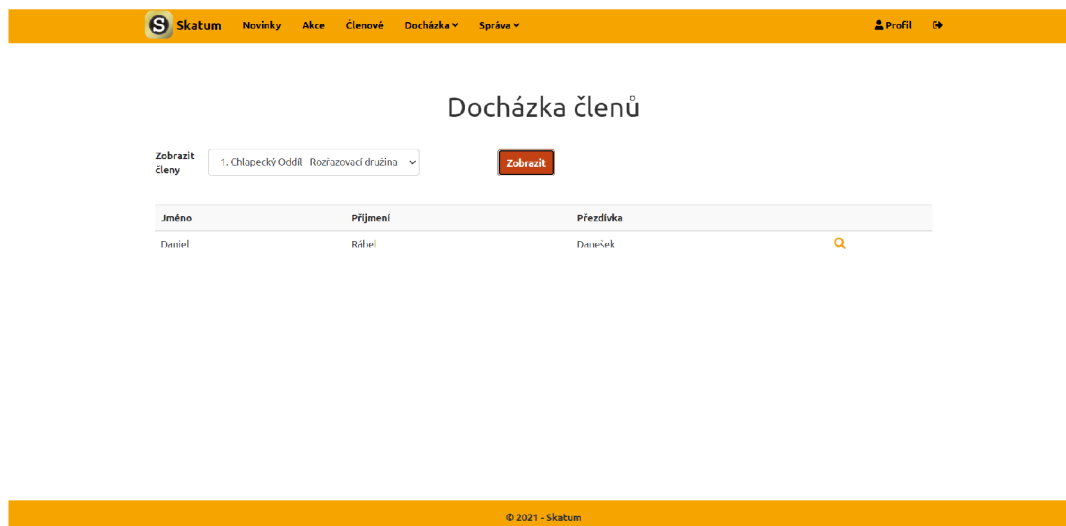 S Skatum Novinky Akce Členové Docházka Správa Profil
Docházka členů
Zobrazit členy
1. Chlapecký Oddíl Rozřazovací družina
Zobrazit
Jméno Příjmení Přezdívka
Daniel Rábel Danešek
© 2021 - Skatum